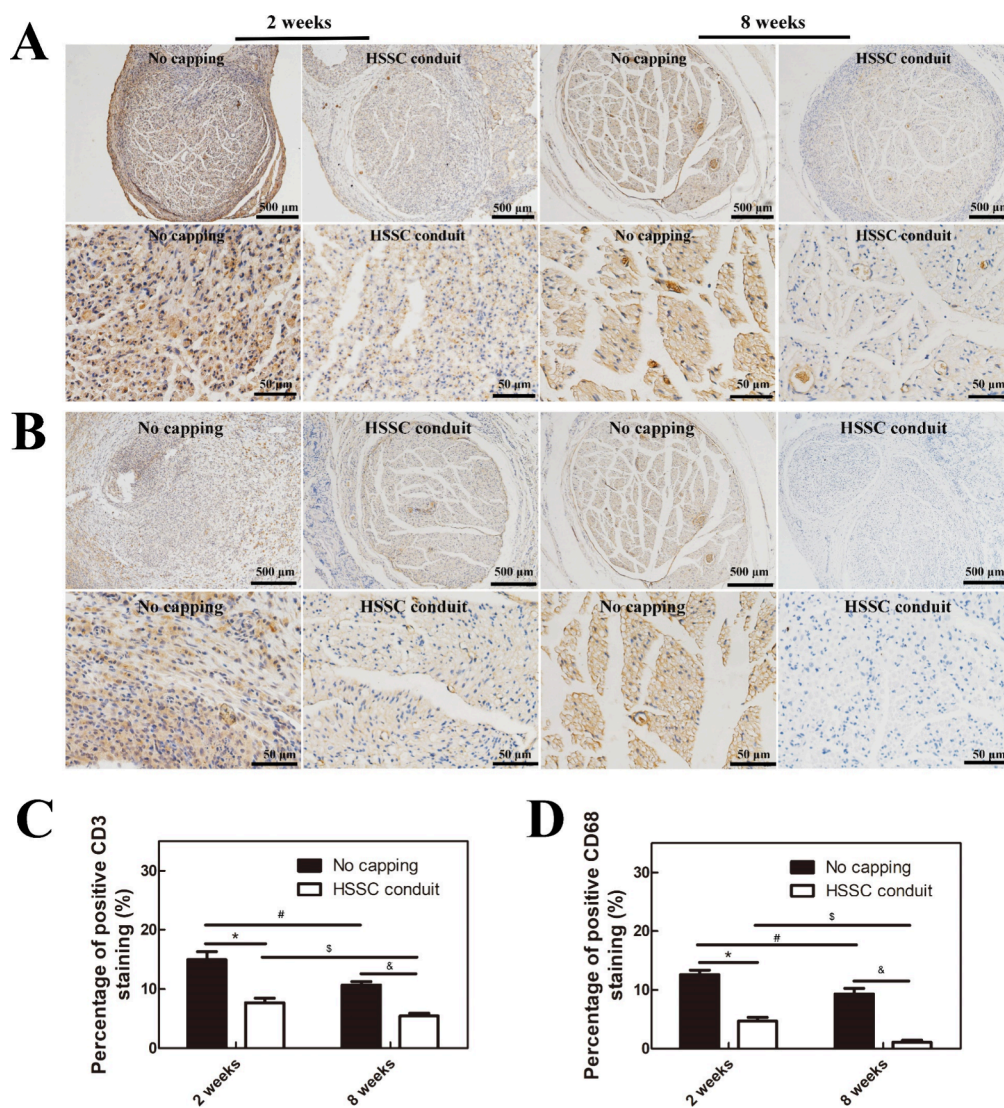 2 weeks
8 weeks
A
No capping
HSSC conduit
No capping
HSSC conduit
500 µm
500 µm
500 µm
500 µm
No capping
HSSC conduit
No capping
HSSC conduit
50 µm
50 µm
50 µm
50 µm
B
No capping
HSSC conduit
No capping
HSSC conduit
500 µm
500 µm
500 µm
500 µm
No capping
HSSC conduit
No capping
HSSC conduit
50 µm
50 µm
50 µm
50 µm
C
Percentage of positive CD3
staining (%)
30
20
10
0
No capping
HSSC conduit
#
*
$
&
2 weeks
8 weeks
D
Percentage of positive CD68
staining (%)
30
20
10
0
No capping
HSSC conduit
$
#
*
&
2 weeks
8 weeks